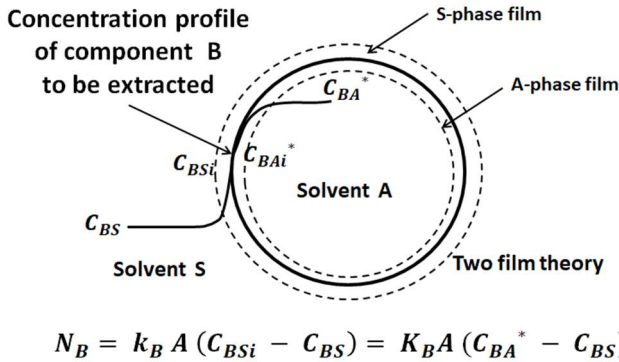 Concentration profile
of component B
to be extracted
S-phase film
A-phase film
C_BA*
C_BSi
C_BAi*
Solvent A
C_BS
Solvent S
Two film theory
N_B = k_B A (C_BSi − C_BS) = K_B A (C_BA* − C_BS)